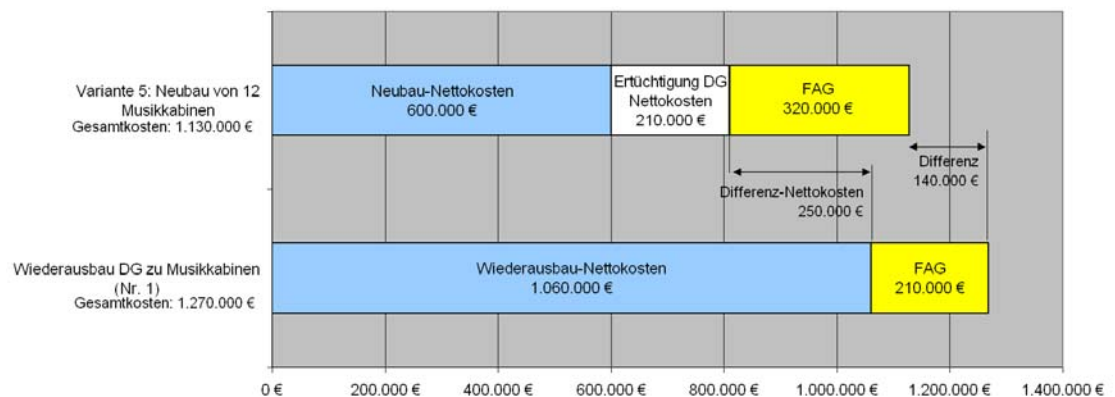 Variante 5: Neubau von 12
Musikkabinen
Gesamtkosten: 1.130.000 €
Neubau-Nettokosten
600.000 €
Ertüchtigung DG
Nettokosten
210.000 €
FAG
320.000 €
Differenz
140.000 €
Differenz-Nettokosten
250.000 €
Wiederausbau DG zu Musikkabinen
(Nr. 1)
Gesamtkosten: 1.270.000 €
Wiederausbau-Nettokosten
1.060.000 €
FAG
210.000 €
0 € 200.000 € 400.000 € 600.000 € 800.000 € 1.000.000 € 1.200.000 € 1.400.000 €